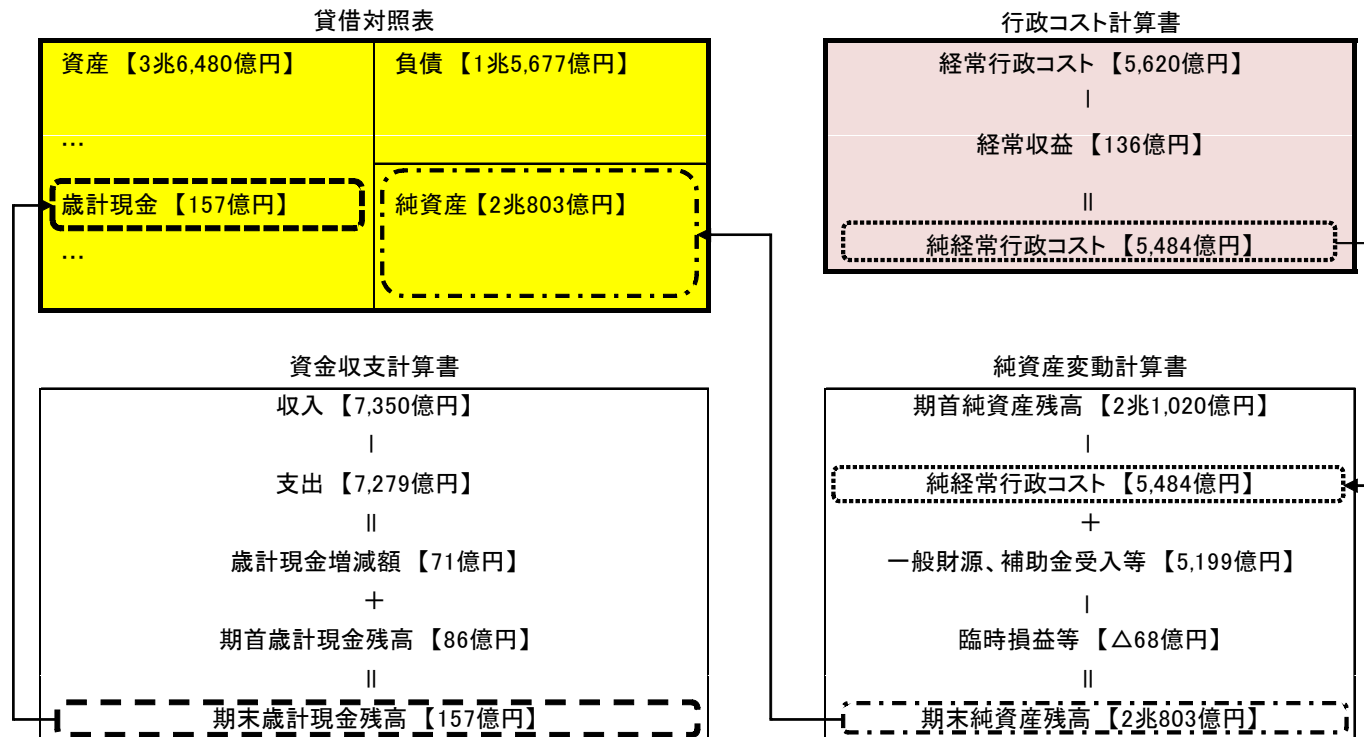 貸借対照表
資産 【3兆6,480億円】
負債 【1兆5,677億円】
…
歳計現金 【157億円】
純資産 【2兆803億円】
…
行政コスト計算書
経常行政コスト 【5,620億円】
－
経常収益 【136億円】
＝
純経常行政コスト 【5,484億円】
資金収支計算書
収入 【7,350億円】
－
支出 【7,279億円】
＝
歳計現金増減額 【71億円】
＋
期首歳計現金残高 【86億円】
＝
期末歳計現金残高 【157億円】
純資産変動計算書
期首純資産残高 【2兆1,020億円】
－
純経常行政コスト 【5,484億円】
＋
一般財源、補助金受入等 【5,199億円】
－
臨時損益等 【△68億円】
＝
期末純資産残高 【2兆803億円】